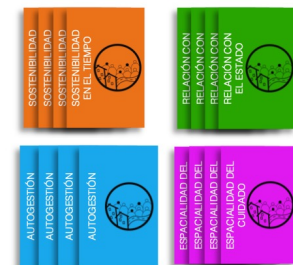 SOSTENIBILIDAD
SOSTENIBILIDAD
SOSTENIBILIDAD
SOSTENIBILIDAD
EN EL TIEMPO
RELACIÓN CON
RELACIÓN CON
RELACIÓN CON
RELACIÓN CON
EL ESTADO
AUTOGESTIÓN
AUTOGESTIÓN
AUTOGESTIÓN
AUTOGESTIÓN
ESPACIALIDAD DEL
ESPACIALIDAD DEL
ESPACIALIDAD DEL
ESPACIALIDAD DEL
CUIDADO